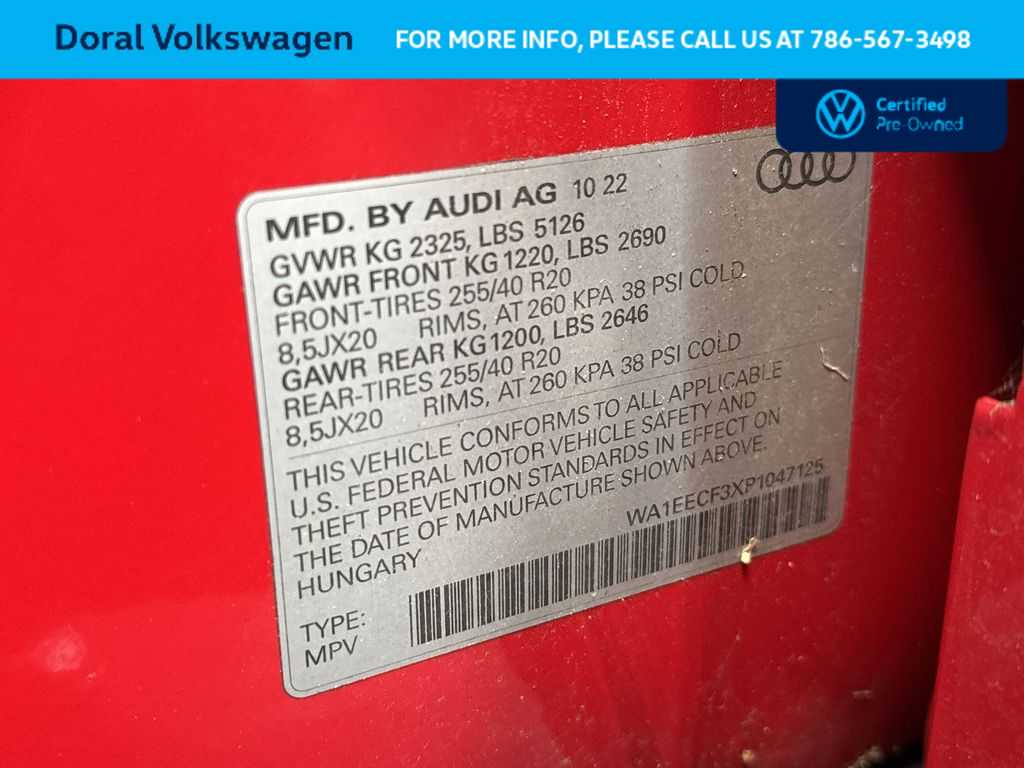 Doral Volkswagen
FOR MORE INFO, PLEASE CALL US AT 786-567-3498
Certified
Pre-Owned
MFD. BY AUDI AG 10 22
GVWR KG 2325, LBS 5126
GAWR FRONT KG 1220, LBS 2690
FRONT-TIRES 255/40 R20
8,5JX20 RIMS, AT 260 KPA 38 PSI COLD
GAWR REAR KG 1200, LBS 2646
REAR-TIRES 255/40 R20
8,5JX20 RIMS, AT 260 KPA 38 PSI COLD
THIS VEHICLE CONFORMS TO ALL APPLICABLE
U.S. FEDERAL MOTOR VEHICLE SAFETY AND
THEFT PREVENTION STANDARDS IN EFFECT ON
THE DATE OF MANUFACTURE SHOWN ABOVE.
HUNGARY WA1EECF3XP1047125
TYPE:
MPV